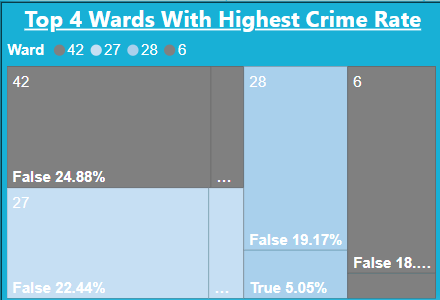 Top 4 Wards With Highest Crime Rate
Ward 42 27 28 6
42
False 24.88%
...
27
False 22.44%
...
28
False 19.17%
True 5.05%
6
False 18....